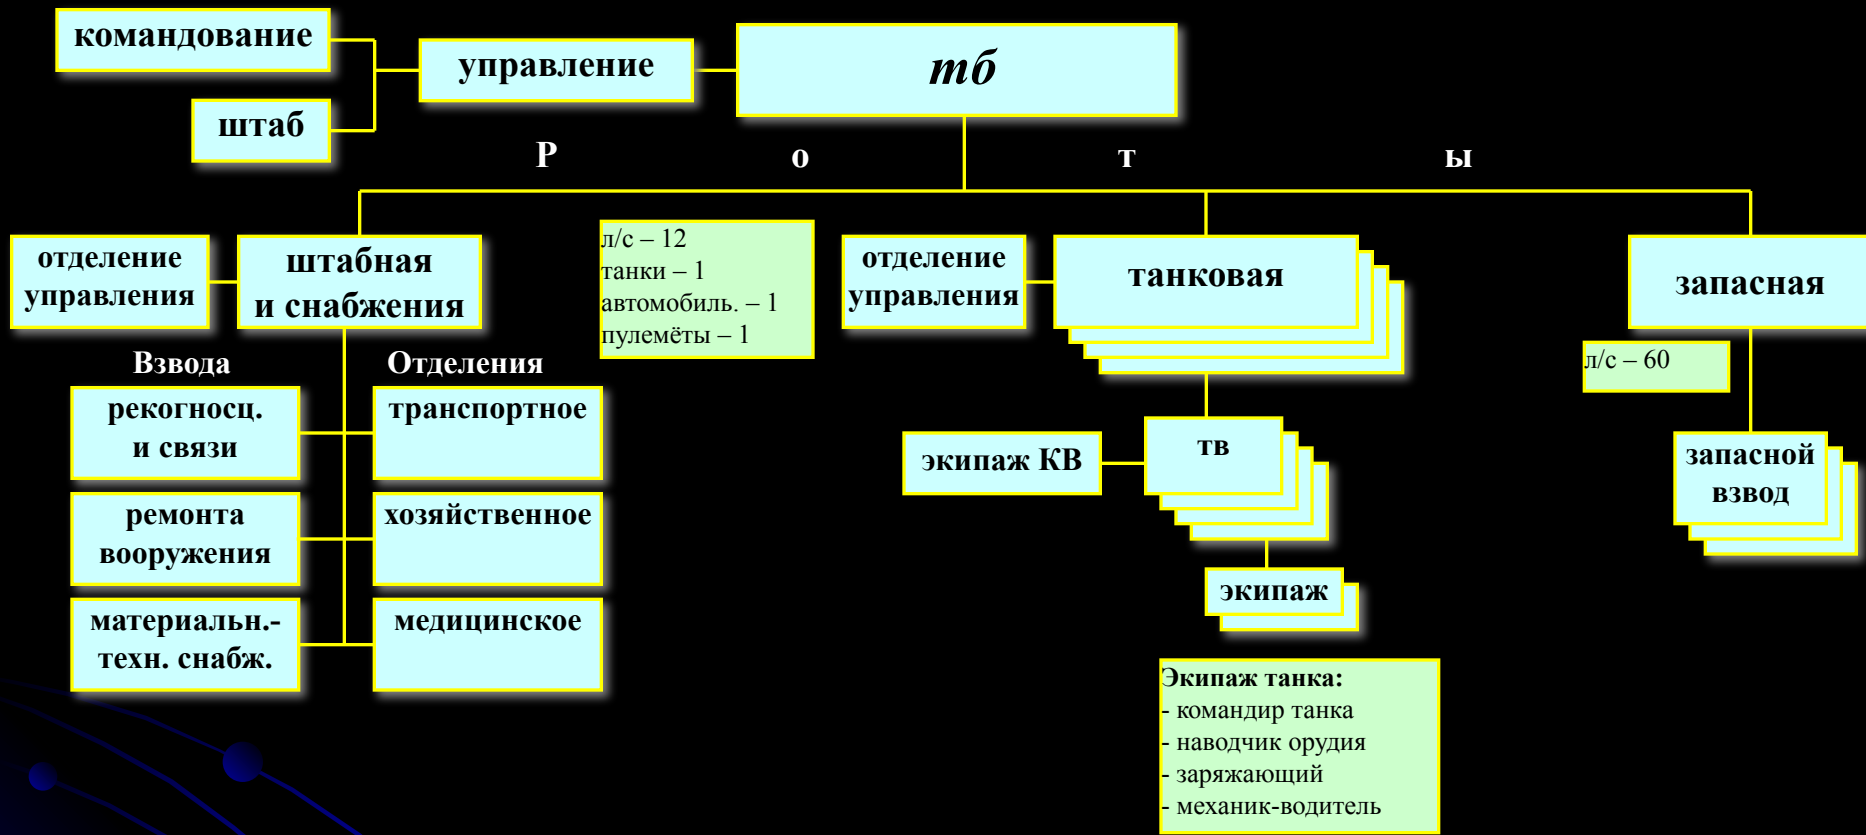 командование
управление
тб
штаб
Р о т ы
отделение
управления
штабная
и снабжения
л/с – 12
танки – 1
автомобиль. – 1
пулемёты – 1
отделение
управления
танковая
запасная
Взвода
Отделения
рекогносц.
и связи
транспортное
ремонта
вооружения
хозяйственное
материальн.-
техн. снабж.
медицинское
экипаж КВ
тв
экипаж
Экипаж танка:
- командир танка
- наводчик орудия
- заряжающий
- механик-водитель
л/с – 60
запасной
взвод